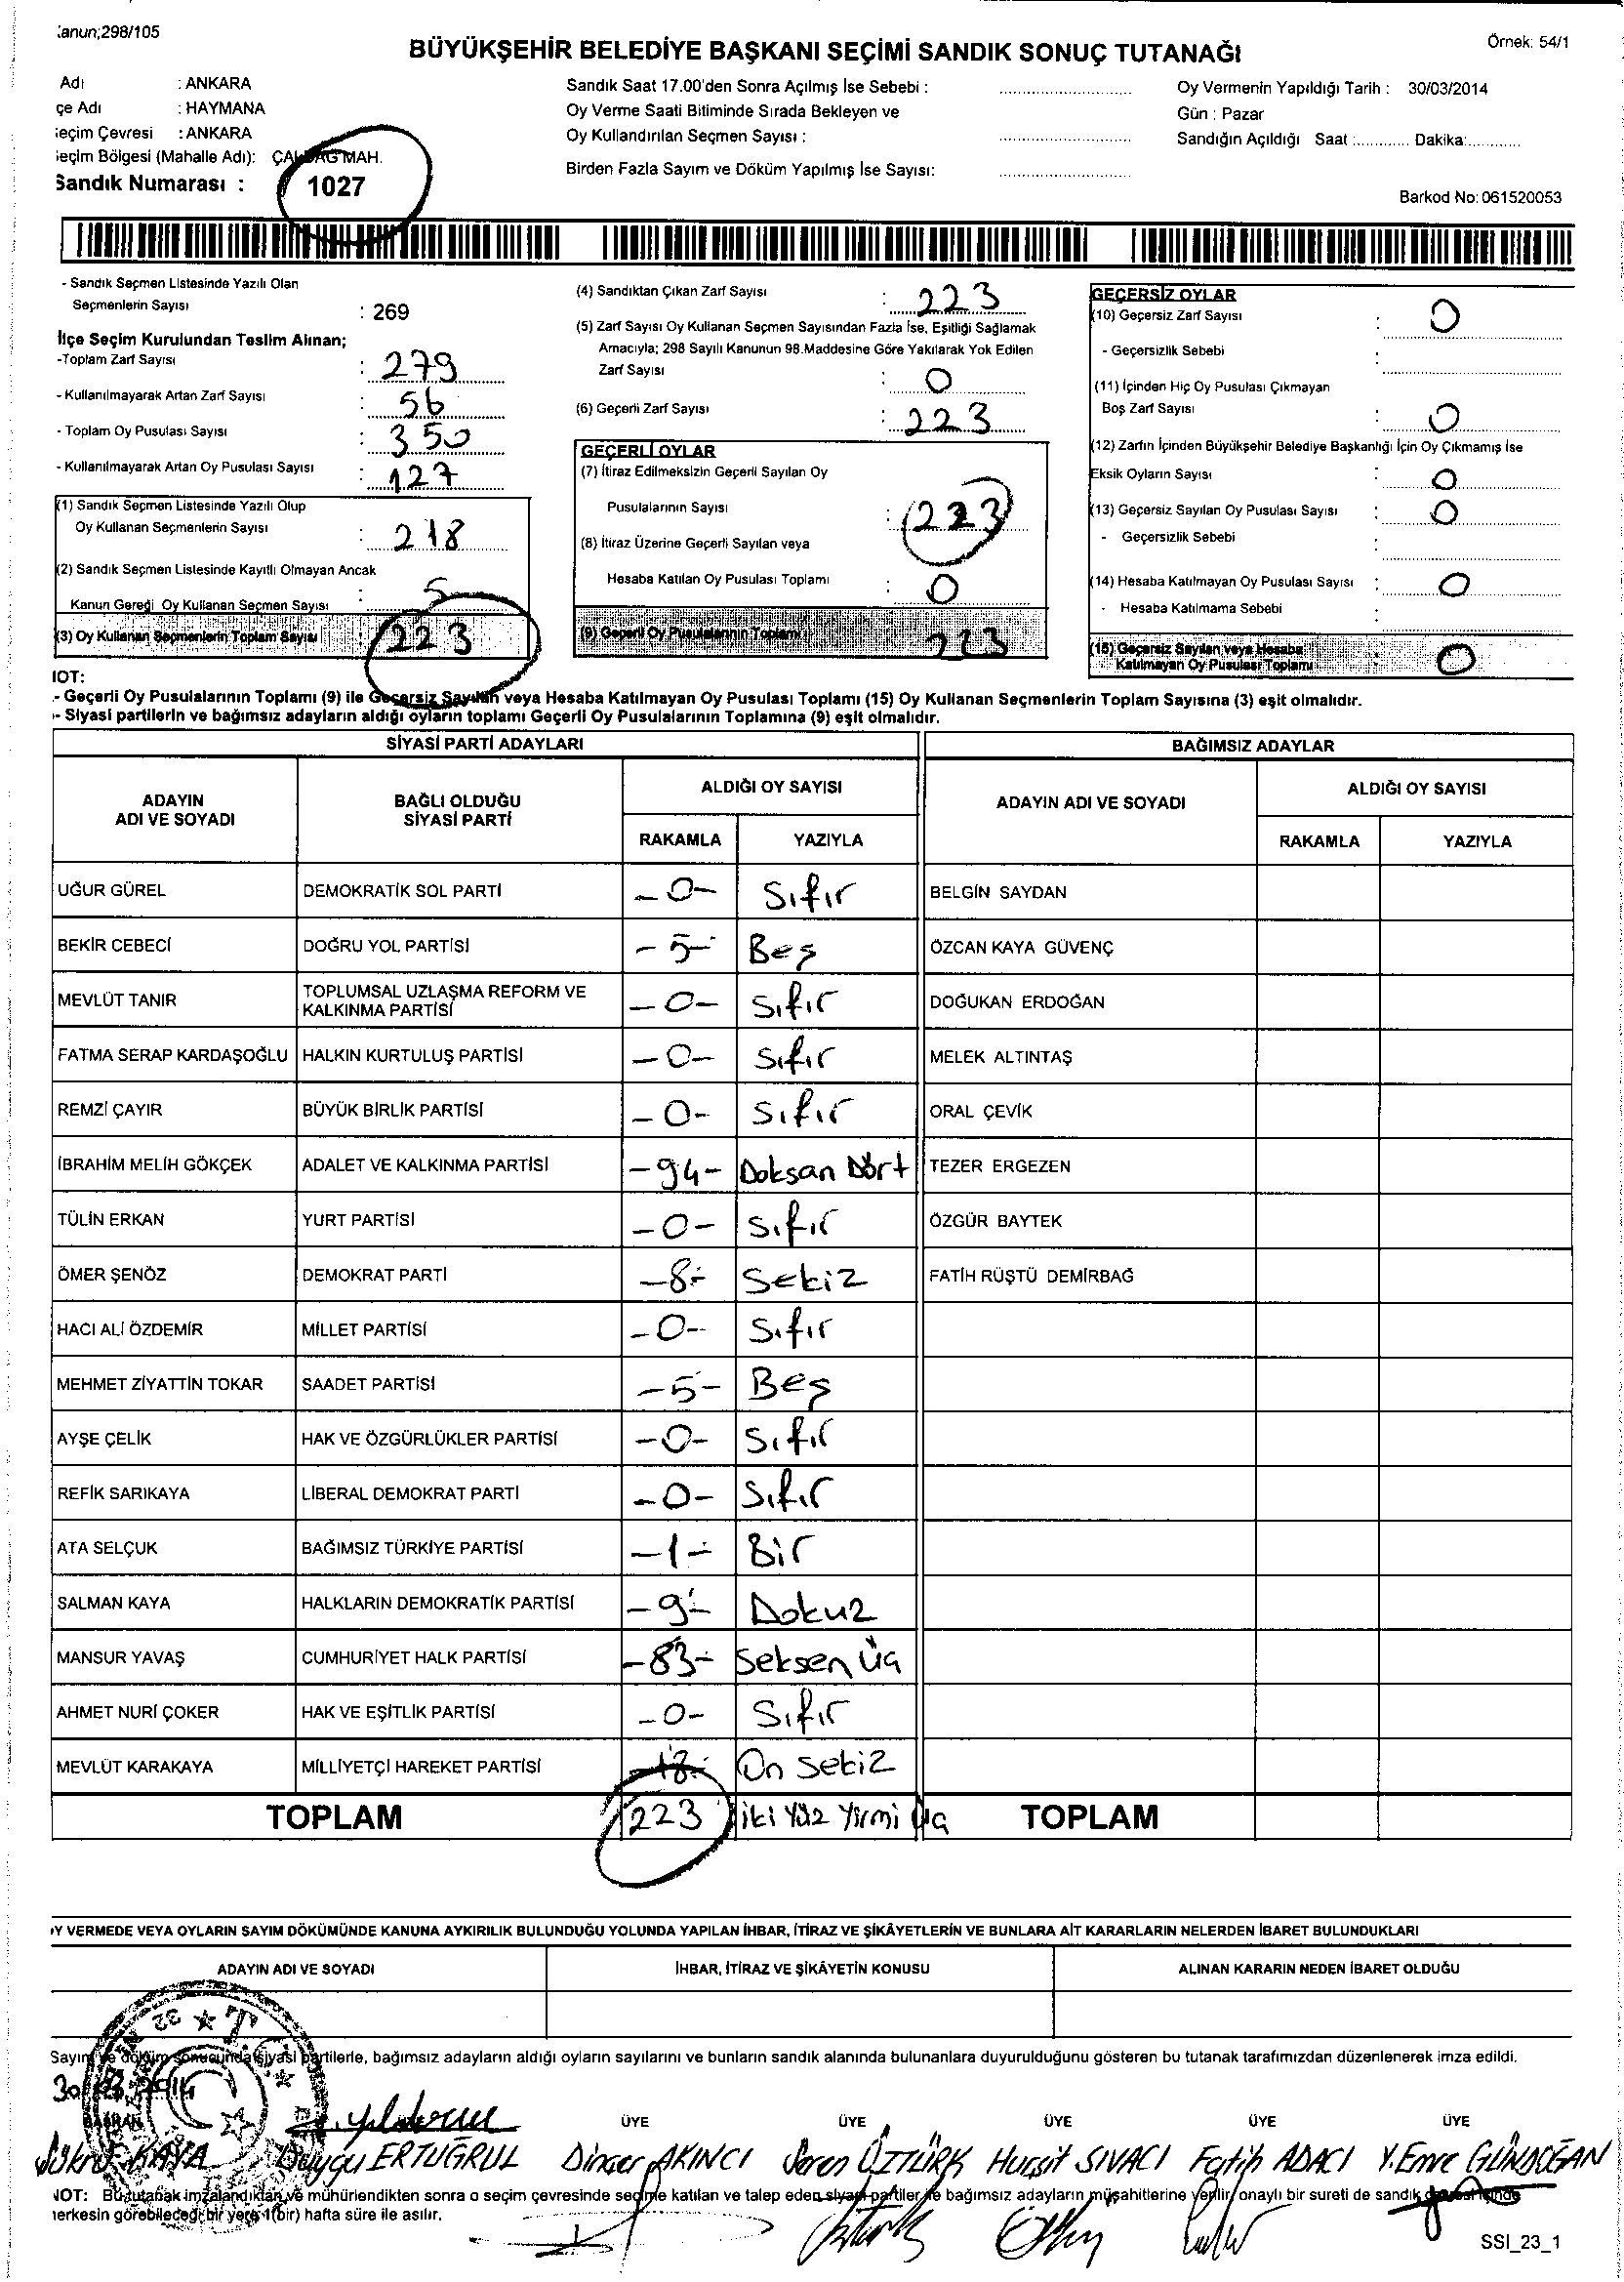 Kanun;298/105
Örnek: 54/1
BÜYÜKŞEHİR BELEDİYE BAŞKANI SEÇİMİ SANDIK SONUÇ TUTANAĞI
Adı : ANKARA
çe Adı : HAYMANA
eçim Çevresi : ANKARA
eçim Bölgesi (Mahalle Adı): ÇALDAĞ MAH.
Sandık Numarası : 1027
Sandık Saat 17.00'den Sonra Açılmış İse Sebebi :
Oy Verme Saati Bitiminde Sırada Bekleyen ve
Oy Kullandırılan Seçmen Sayısı :
Birden Fazla Sayım ve Döküm Yapılmış İse Sayısı:
Oy Vermenin Yapıldığı Tarih : 30/03/2014
Gün : Pazar
Sandığın Açıldığı Saat :............ Dakika:............
Barkod No: 061520053
- Sandık Seçmen Listesinde Yazılı Olan
Seçmenlerin Sayısı : 269
İlçe Seçim Kurulundan Teslim Alınan;
-Toplam Zarf Sayısı : 279
- Kullanılmayarak Artan Zarf Sayısı : 56
- Toplam Oy Pusulası Sayısı : 350
- Kullanılmayarak Artan Oy Pusulası Sayısı : 127
(1) Sandık Seçmen Listesinde Yazılı Olup
Oy Kullanan Seçmenlerin Sayısı : 218
(2) Sandık Seçmen Listesinde Kayıtlı Olmayan Ancak
Kanun Gereği Oy Kullanan Seçmen Sayısı : 5
(3) Oy Kullanan Seçmenlerin Toplam Sayısı 223
(4) Sandıktan Çıkan Zarf Sayısı : 223
(5) Zarf Sayısı Oy Kullanan Seçmen Sayısından Fazla İse, Eşitliği Sağlamak
Amacıyla; 298 Sayılı Kanunun 98.Maddesine Göre Yakılarak Yok Edilen
Zarf Sayısı : 0
(6) Geçerli Zarf Sayısı : 223
GEÇERLİ OYLAR
(7) İtiraz Edilmeksizin Geçerli Sayılan Oy
Pusulalarının Sayısı : 223
(8) İtiraz Üzerine Geçerli Sayılan veya
Hesaba Katılan Oy Pusulası Toplamı : 0
(9) Geçerli Oy Pusulalarının Toplamı 223
GEÇERSİZ OYLAR
(10) Geçersiz Zarf Sayısı : 0
- Geçersizlik Sebebi :
(11) İçinden Hiç Oy Pusulası Çıkmayan
Boş Zarf Sayısı : 0
(12) Zarfın İçinden Büyükşehir Belediye Başkanlığı İçin Oy Çıkmamış İse
Eksik Oyların Sayısı : 0
(13) Geçersiz Sayılan Oy Pusulası Sayısı : 0
- Geçersizlik Sebebi :
(14) Hesaba Katılmayan Oy Pusulası Sayısı : 0
- Hesaba Katılmama Sebebi :
(15) Geçersiz Sayılan veya Hesaba
Katılmayan Oy Pusulası Toplamı 0
NOT:
- Geçerli Oy Pusulalarının Toplamı (9) ile Geçersiz Sayılan veya Hesaba Katılmayan Oy Pusulası Toplamı (15) Oy Kullanan Seçmenlerin Toplam Sayısına (3) eşit olmalıdır.
- Siyasi partilerin ve bağımsız adayların aldığı oyların toplamı Geçerli Oy Pusulalarının Toplamına (9) eşit olmalıdır.
SİYASİ PARTİ ADAYLARI BAĞIMSIZ ADAYLAR
ADAYIN ADI VE SOYADI BAĞLI OLDUĞU SİYASİ PARTİ ALDIĞI OY SAYISI ADAYIN ADI VE SOYADI ALDIĞI OY SAYISI
RAKAMLA YAZIYLA RAKAMLA YAZIYLA
UĞUR GÜREL DEMOKRATİK SOL PARTİ -0- Sıfır BELGİN SAYDAN
BEKİR CEBECİ DOĞRU YOL PARTİSİ -5- Beş ÖZCAN KAYA GÜVENÇ
MEVLÜT TANIR TOPLUMSAL UZLAŞMA REFORM VE KALKINMA PARTİSİ -0- Sıfır DOĞUKAN ERDOĞAN
FATMA SERAP KARDAŞOĞLU HALKIN KURTULUŞ PARTİSİ -0- Sıfır MELEK ALTINTAŞ
REMZİ ÇAYIR BÜYÜK BİRLİK PARTİSİ -0- Sıfır ORAL ÇEVİK
İBRAHİM MELİH GÖKÇEK ADALET VE KALKINMA PARTİSİ -94- Doksan Dört TEZER ERGEZEN
TÜLİN ERKAN YURT PARTİSİ -0- Sıfır ÖZGÜR BAYTEK
ÖMER ŞENÖZ DEMOKRAT PARTİ -8- Sekiz FATİH RÜŞTÜ DEMİRBAĞ
HACI ALİ ÖZDEMİR MİLLET PARTİSİ -0- Sıfır
MEHMET ZİYATTİN TOKAR SAADET PARTİSİ -5- Beş
AYŞE ÇELİK HAK VE ÖZGÜRLÜKLER PARTİSİ -0- Sıfır
REFİK SARIKAYA LİBERAL DEMOKRAT PARTİ -0- Sıfır
ATA SELÇUK BAĞIMSIZ TÜRKİYE PARTİSİ -1- Bir
SALMAN KAYA HALKLARIN DEMOKRATİK PARTİSİ -9- Dokuz
MANSUR YAVAŞ CUMHURİYET HALK PARTİSİ -83- Seksen Üç
AHMET NURİ ÇOKER HAK VE EŞİTLİK PARTİSİ -0- Sıfır
MEVLÜT KARAKAYA MİLLİYETÇİ HAREKET PARTİSİ -18- On Sekiz
TOPLAM 223 iki Yüz Yirmi Üç TOPLAM
OY VERMEDE VEYA OYLARIN SAYIM DÖKÜMÜNDE KANUNA AYKIRILIK BULUNDUĞU YOLUNDA YAPILAN İHBAR, İTİRAZ VE ŞİKÂYETLERİN VE BUNLARA AİT KARARLARIN NELERDEN İBARET BULUNDUKLARI
ADAYIN ADI VE SOYADI İHBAR, İTİRAZ VE ŞİKÂYETİN KONUSU ALINAN KARARIN NEDEN İBARET OLDUĞU
Sayım ve döküm sonucunda siyasi partilerle, bağımsız adayların aldığı oyların sayılarını ve bunların sandık alanında bulunanlara duyurulduğunu gösteren bu tutanak tarafımızdan düzenlenerek imza edildi.
30/03/2014
BAŞKAN ÜYE ÜYE ÜYE ÜYE ÜYE
Şükrü KAYA Duygu ERTUĞRUL Dinçer AKINCI Seren ÖZTÜRK Hurşit SIVACI Fatih ADACI Y.Emre GÜNDOĞAN
NOT: Bu tutanak imzalandıktan ve mühürlendikten sonra o seçim çevresinde seçime katılan ve talep eden siyasi partiler ile bağımsız adayların müşahitlerine verilir, onaylı bir sureti de sandık çevresi içinde
herkesin görebileceği bir yere 1(bir) hafta süre ile asılır.
SSI_23_1